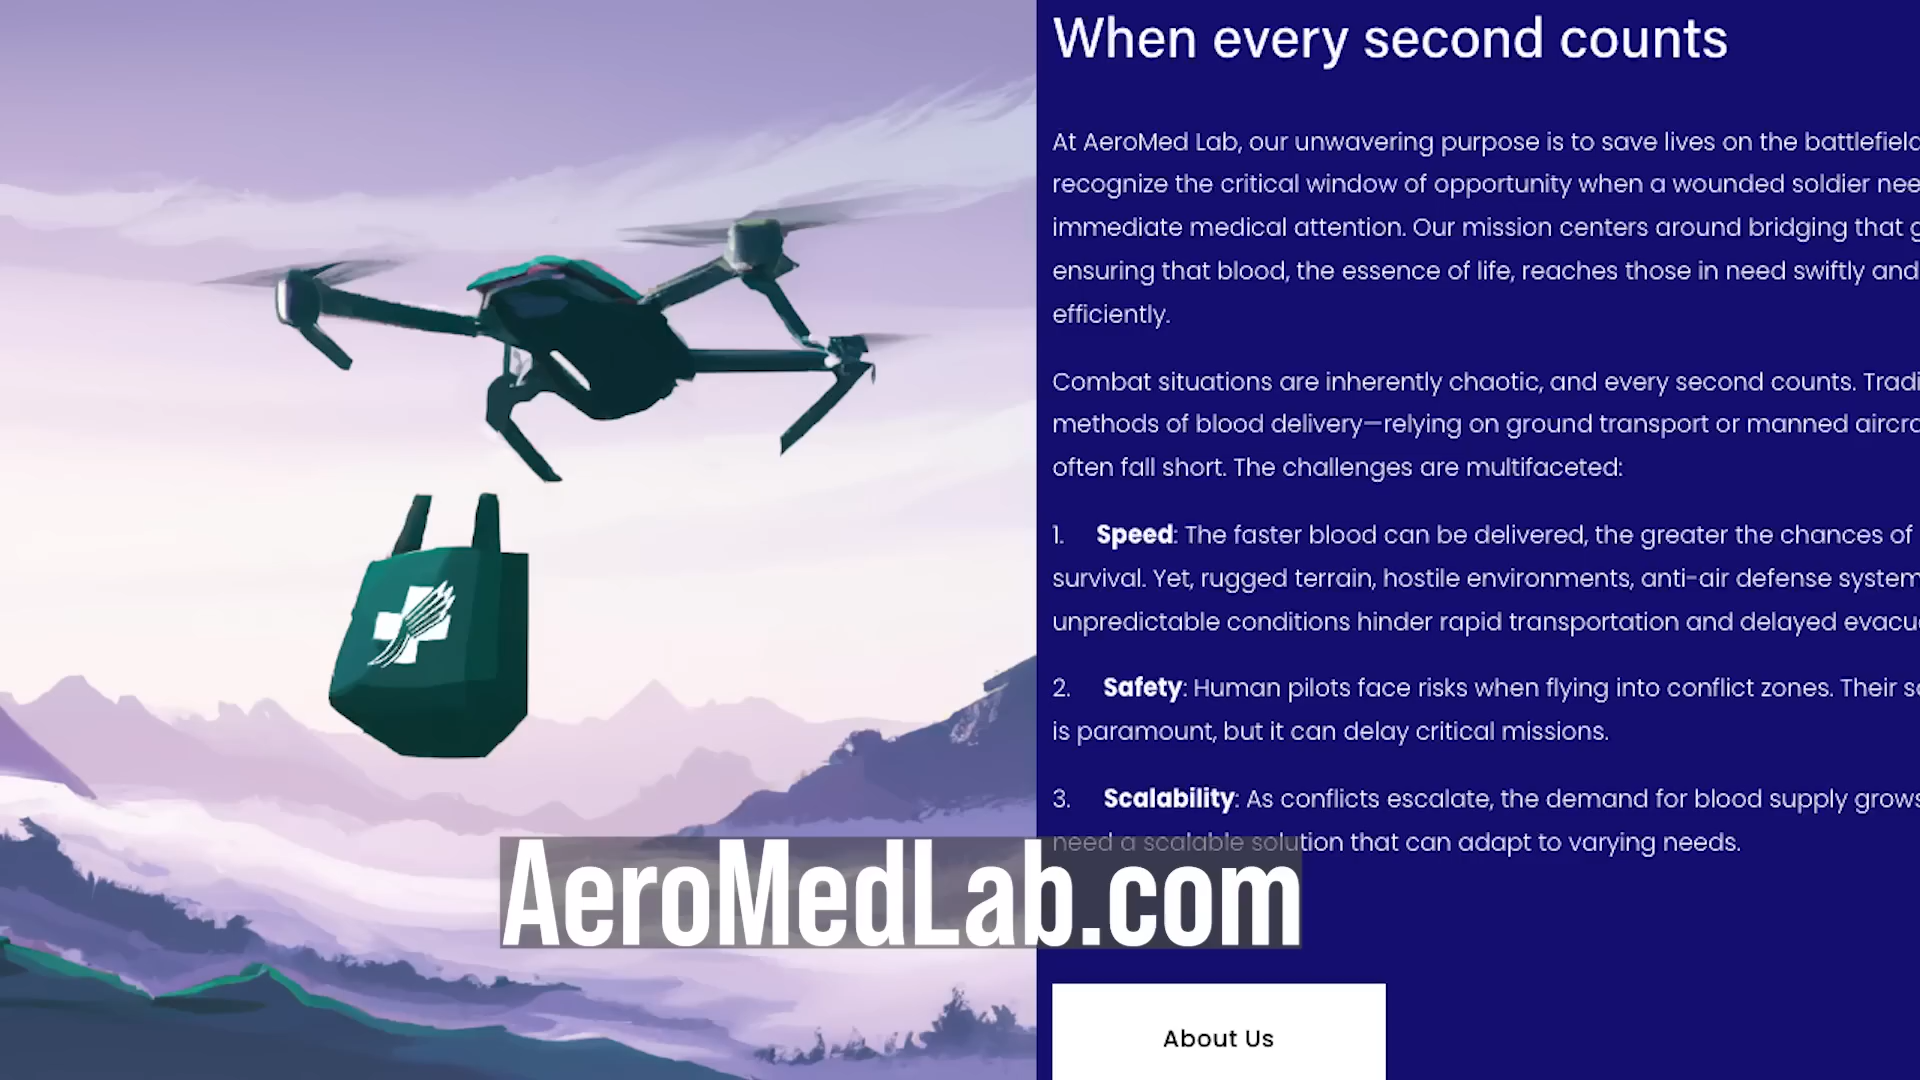 When every second counts
At AeroMed Lab, our unwavering purpose is to save lives on the battlefield
recognize the critical window of opportunity when a wounded soldier nee
immediate medical attention. Our mission centers around bridging that g
ensuring that blood, the essence of life, reaches those in need swiftly and
efficiently.
Combat situations are inherently chaotic, and every second counts. Tradi
methods of blood delivery—relying on ground transport or manned aircra
often fall short. The challenges are multifaceted:
1. Speed: The faster blood can be delivered, the greater the chances of
survival. Yet, rugged terrain, hostile environments, anti-air defense system
unpredictable conditions hinder rapid transportation and delayed evacu
2. Safety: Human pilots face risks when flying into conflict zones. Their sa
is paramount, but it can delay critical missions.
3. Scalability: As conflicts escalate, the demand for blood supply grows
need a scalable solution that can adapt to varying needs.
AeroMedLab.com
About Us